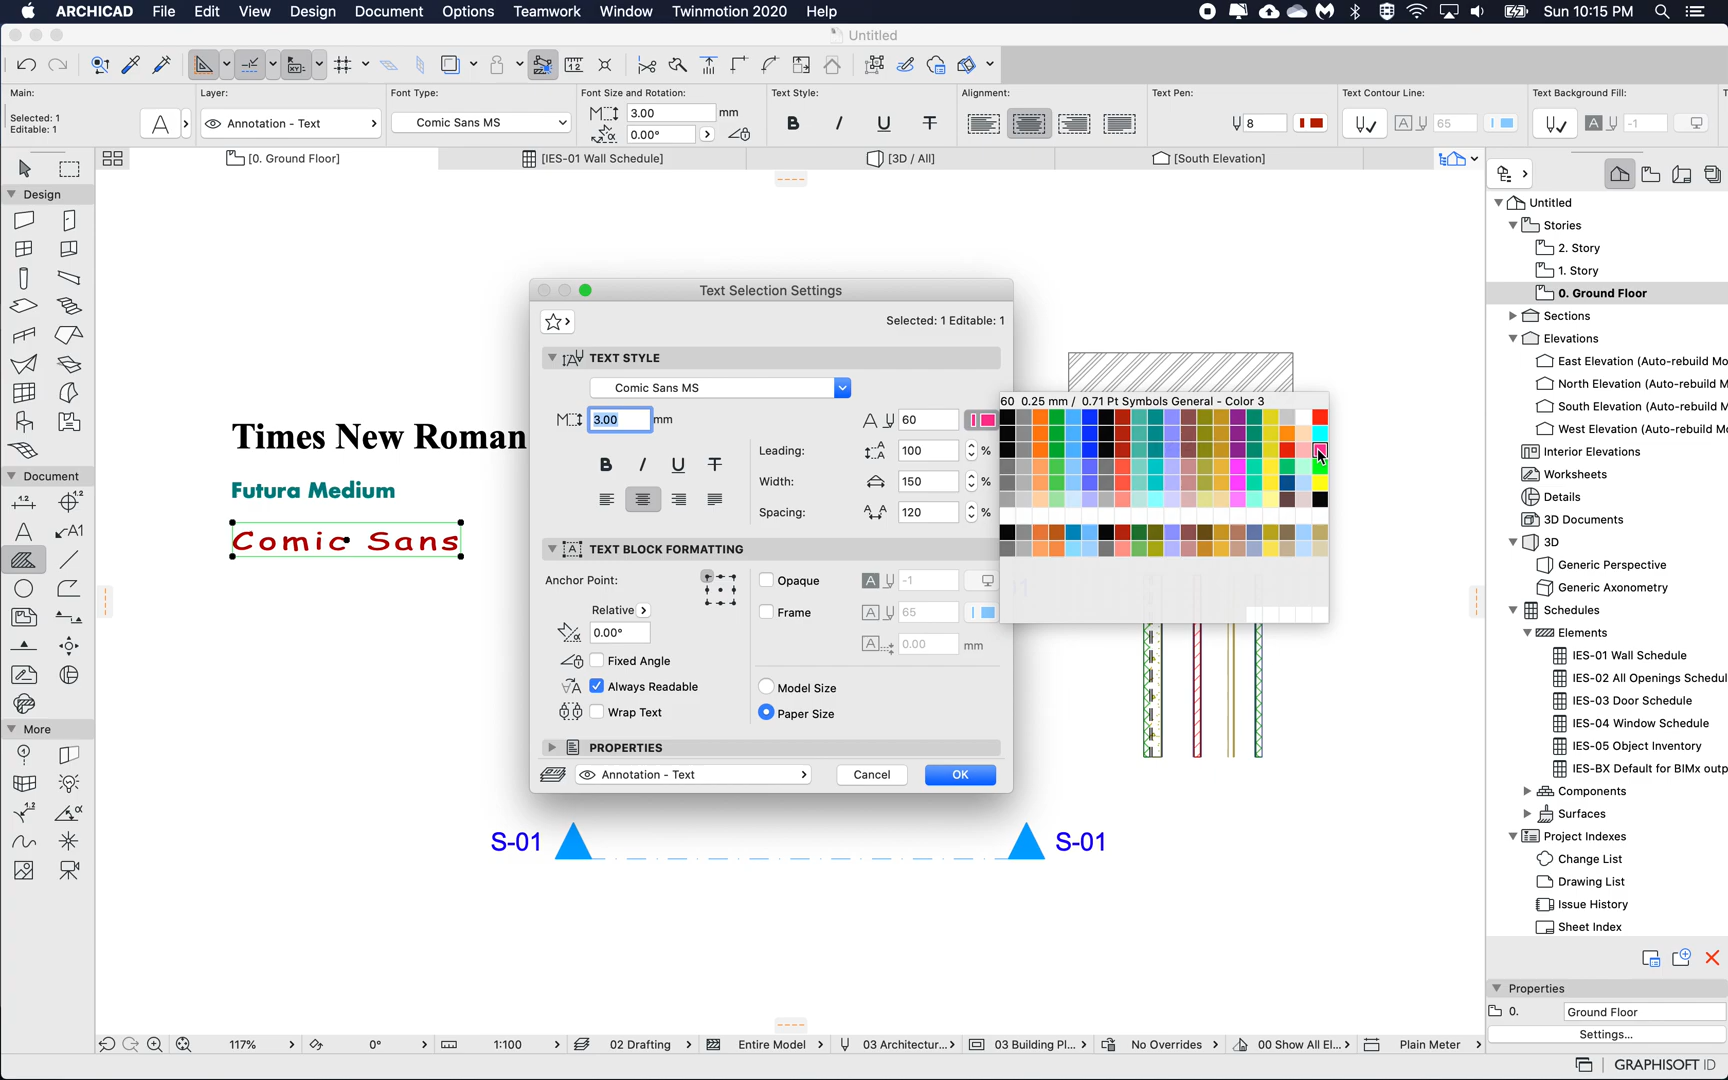 ARCHICAD File Edit View Design Document Options Teamwork Window Twinmotion 2020 Help Sun 10:15 PM
Untitled
Main: Layer: Font Type: Font Size and Rotation: Text Style: Alignment: Text Pen: Text Contour Line: Text Background Fill:
Selected: 1
Editable: 1
Annotation - Text
Comic Sans MS
3.00 mm
0.00°
B I U T
8
65
-1
[0. Ground Floor] [IES-01 Wall Schedule] [3D / All] [South Elevation]
Design
Document
More
Times New Roman
Futura Medium
Comic Sans
Text Selection Settings
Selected: 1 Editable: 1
TEXT STYLE
Comic Sans MS
3.00 mm
60
B I U T
Leading: 100 %
Width: 150 %
Spacing: 120 %
TEXT BLOCK FORMATTING
Anchor Point:
Relative
0.00°
Fixed Angle
Always Readable
Wrap Text
Opaque -1
Frame 65
0.00 mm
Model Size
Paper Size
PROPERTIES
Annotation - Text Cancel OK
60 0.25 mm / 0.71 Pt Symbols General - Color 3
S-01 S-01
Untitled
Stories
2. Story
1. Story
0. Ground Floor
Sections
Elevations
East Elevation (Auto-rebuild Mo
North Elevation (Auto-rebuild M
South Elevation (Auto-rebuild M
West Elevation (Auto-rebuild Mo
Interior Elevations
Worksheets
Details
3D Documents
3D
Generic Perspective
Generic Axonometry
Schedules
Elements
IES-01 Wall Schedule
IES-02 All Openings Schedul
IES-03 Door Schedule
IES-04 Window Schedule
IES-05 Object Inventory
IES-BX Default for BIMx outp
Components
Surfaces
Project Indexes
Change List
Drawing List
Issue History
Sheet Index
Properties
0. Ground Floor
Settings...
117% 0° 1:100 02 Drafting Entire Model 03 Architectur... 03 Building Pl... No Overrides 00 Show All El... Plain Meter
GRAPHISOFT ID